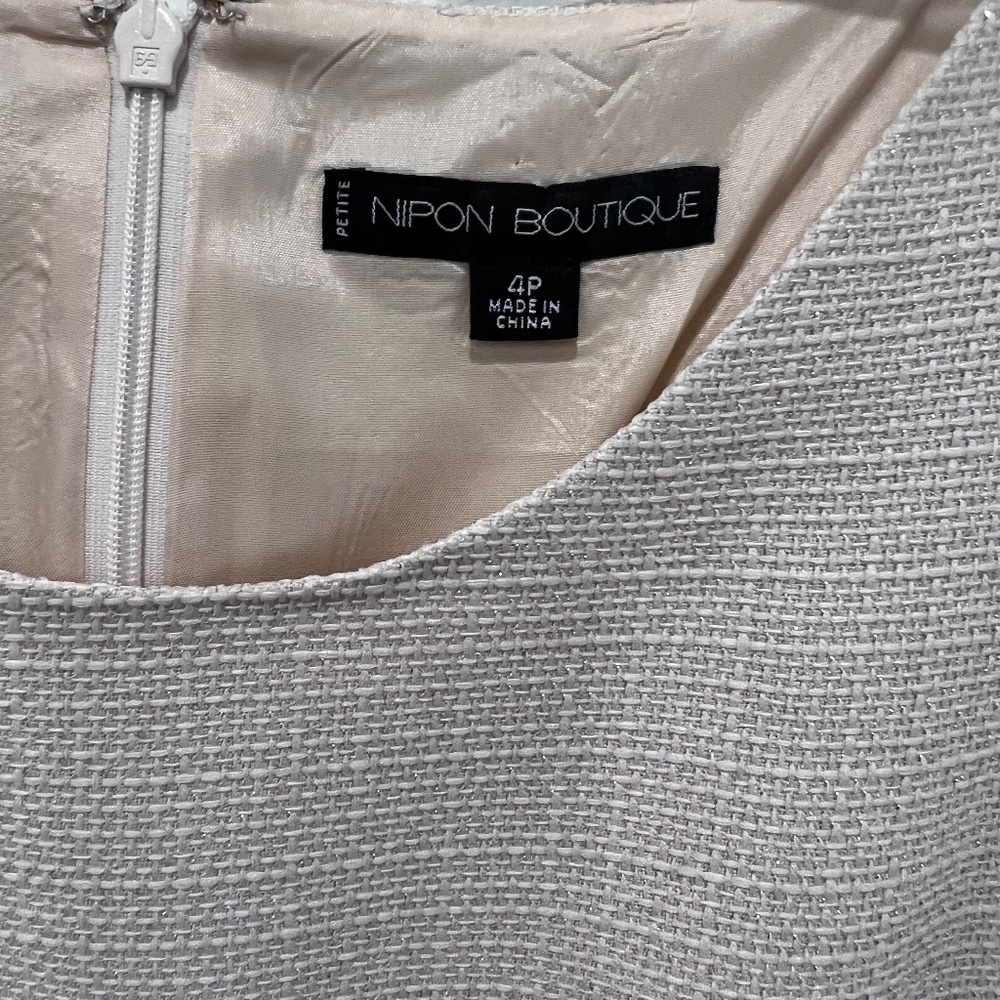 PETITE
NIPON BOUTIQUE
4P
MADE IN
CHINA